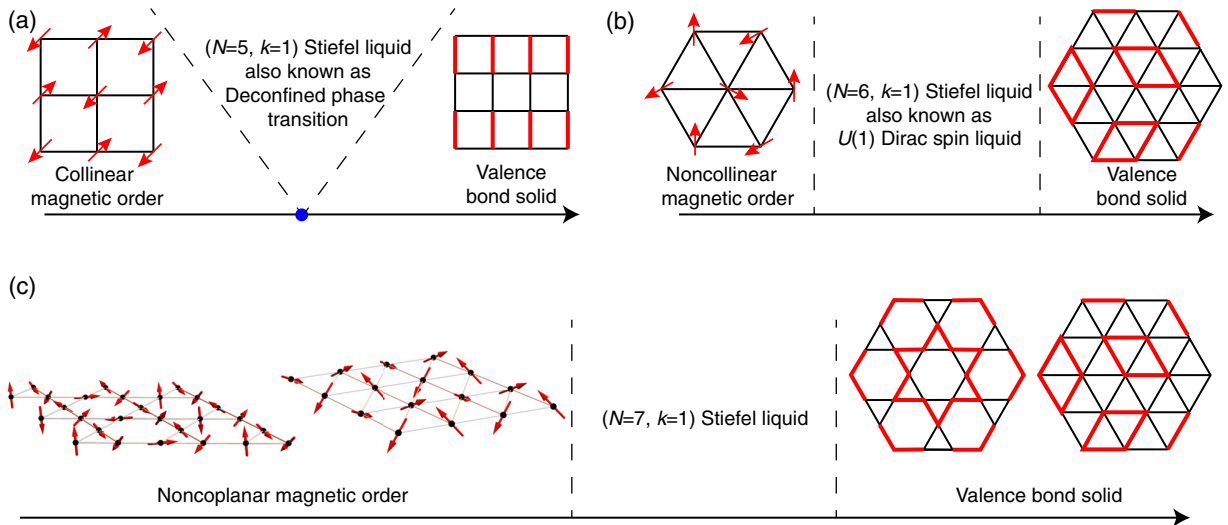 (a)
(N=5, k=1) Stiefel liquid
also known as
Deconfined phase
transition
Collinear
magnetic order
Valence
bond solid
(b)
(N=6, k=1) Stiefel liquid
also known as
U(1) Dirac spin liquid
Noncollinear
magnetic order
Valence
bond solid
(c)
(N=7, k=1) Stiefel liquid
Noncoplanar magnetic order
Valence bond solid